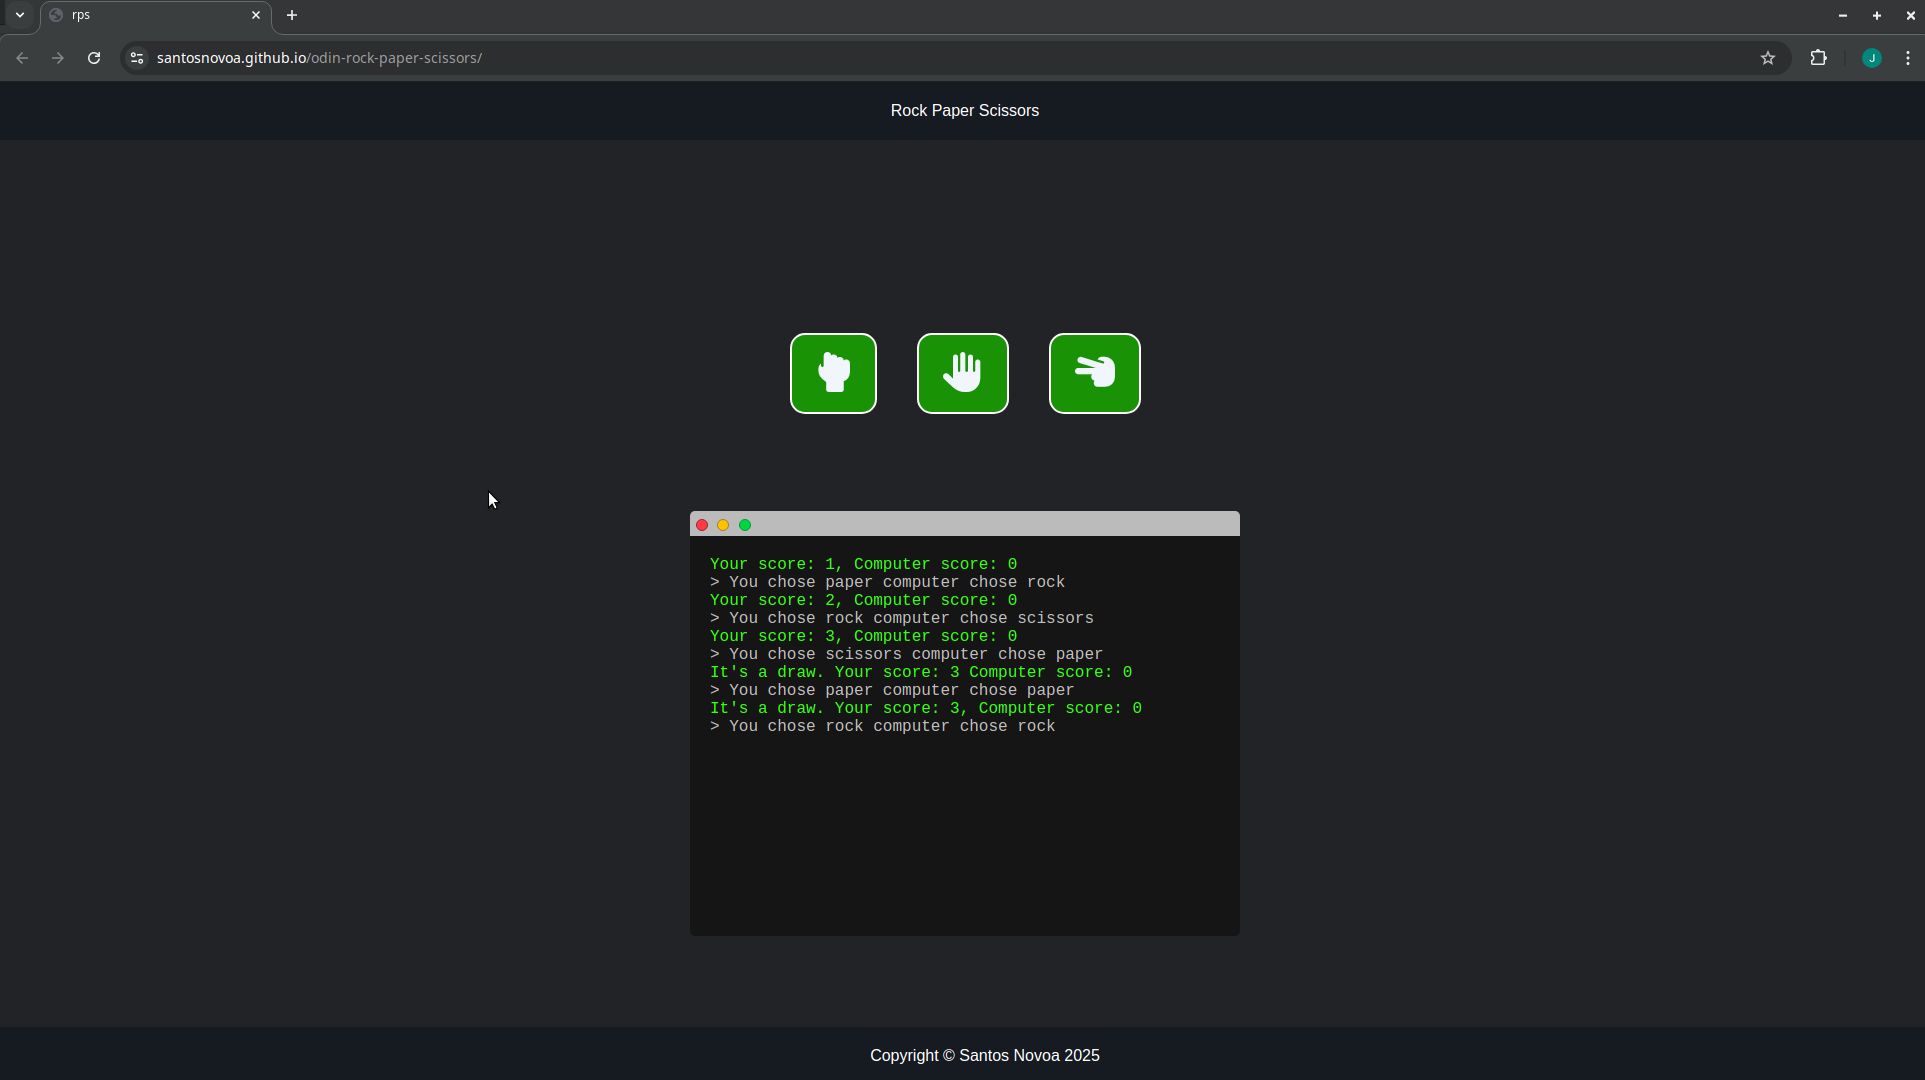 rps
santosnovoa.github.io/odin-rock-paper-scissors/
J
Rock Paper Scissors
Your score: 1, Computer score: 0
> You chose paper computer chose rock
Your score: 2, Computer score: 0
> You chose rock computer chose scissors
Your score: 3, Computer score: 0
> You chose scissors computer chose paper
It's a draw. Your score: 3 Computer score: 0
> You chose paper computer chose paper
It's a draw. Your score: 3, Computer score: 0
> You chose rock computer chose rock
Copyright © Santos Novoa 2025